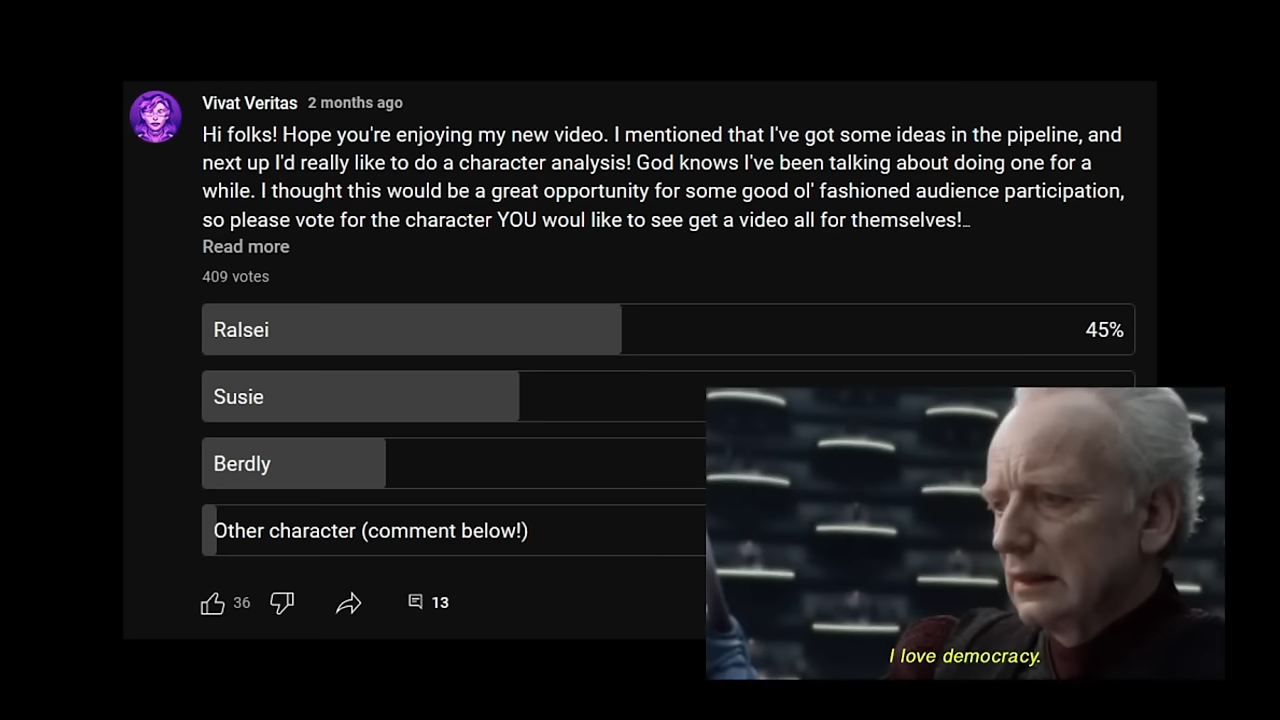 Vivat Veritas 2 months ago
Hi folks! Hope you're enjoying my new video. I mentioned that I've got some ideas in the pipeline, and
next up I'd really like to do a character analysis! God knows I've been talking about doing one for a
while. I thought this would be a great opportunity for some good ol' fashioned audience participation,
so please vote for the character YOU woul like to see get a video all for themselves!...
Read more
409 votes
Ralsei 45%
Susie
Berdly
Other character (comment below!)
36 13
I love democracy.